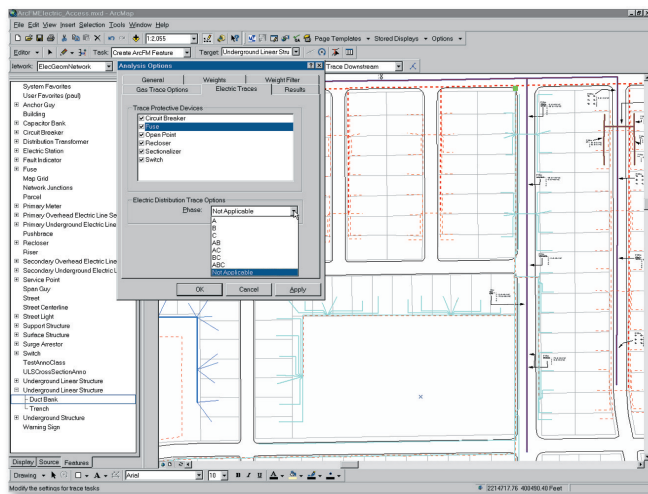 ArcFMElectric_Access.mxd - ArcMap
File Edit View Insert Selection Tools Window Help
1:2,055
Page Templates Stored Displays Options
Editor Task: Create ArcFM Feature Target: Underground Linear Stru
Network: ElecGeomNetwork
Trace Downstream
Analysis Options
General Weights Weight Filter
Gas Trace Options Electric Traces Results
Trace Protective Devices
Circuit Breaker
Fuse
Open Point
Recloser
Sectionalizer
Switch
Electric Distribution Trace Options
Phase: Not Applicable
A
B
C
AB
AC
BC
ABC
Not Applicable
OK Cancel Apply
System Favorites
User Favorites (paul)
Anchor Guy
Building
Capacitor Bank
Circuit Breaker
Distribution Transformer
Electric Station
Fault Indicator
Fuse
Map Grid
Network Junctions
Parcel
Primary Meter
Primary Overhead Electric Line Se
Primary Underground Electric Line
Pushbrace
Recloser
Riser
Secondary Overhead Electric Line
Secondary Underground Electric L
Service Point
Span Guy
Street
Street Centerline
Street Light
Support Structure
Surface Structure
Surge Arrestor
Switch
TestAnnoClass
ULSCrossSectionAnno
Underground Linear Structure
Underground Linear Structure
Duct Bank
Trench
Underground Structure
Warning Sign
Display Source Features
Drawing A Arial 10 B I U A
Modify the settings for trace tasks
2214717.76 400490.40 Feet